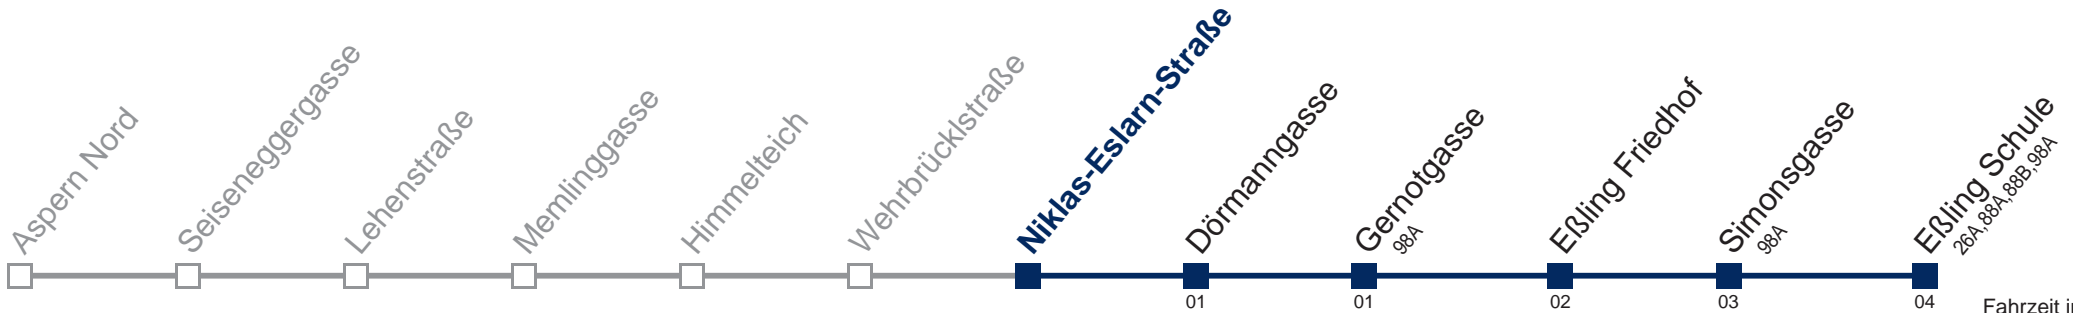 Aspern Nord
Seiseneggergasse
Lehenstraße
Memlinggasse
Himmelteich
Wehrbrücklstraße
Niklas-Eslarn-Straße
Dörmanngasse
Gernotgasse
98A
Eßling Friedhof
Simonsgasse
98A
Eßling Schule
26A,88A,88B,98A
01
01
02
03
04
Fahrzeit